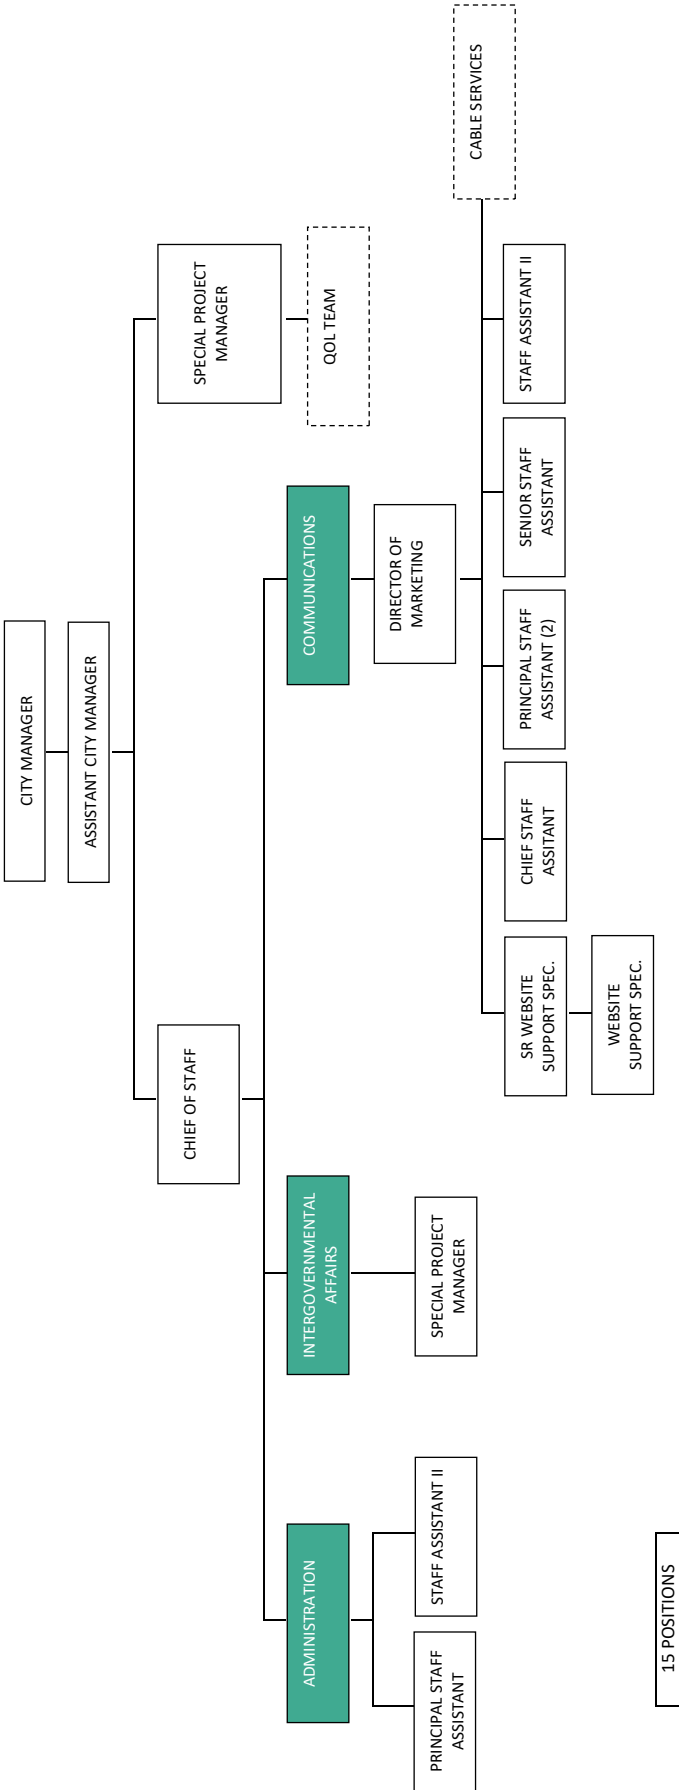 CITY MANAGER
ASSISTANT CITY MANAGER
CHIEF OF STAFF
SPECIAL PROJECT
MANAGER
QOL TEAM
ADMINISTRATION
INTERGOVERNMENTAL
AFFAIRS
COMMUNICATIONS
DIRECTOR OF
MARKETING
PRINCIPAL STAFF
ASSISTANT
STAFF ASSISTANT II
SPECIAL PROJECT
MANAGER
SR WEBSITE
SUPPORT SPEC.
CHIEF STAFF
ASSITANT
PRINCIPAL STAFF
ASSISTANT (2)
SENIOR STAFF
ASSISTANT
STAFF ASSISTANT II
CABLE SERVICES
WEBSITE
SUPPORT SPEC.
15 POSITIONS